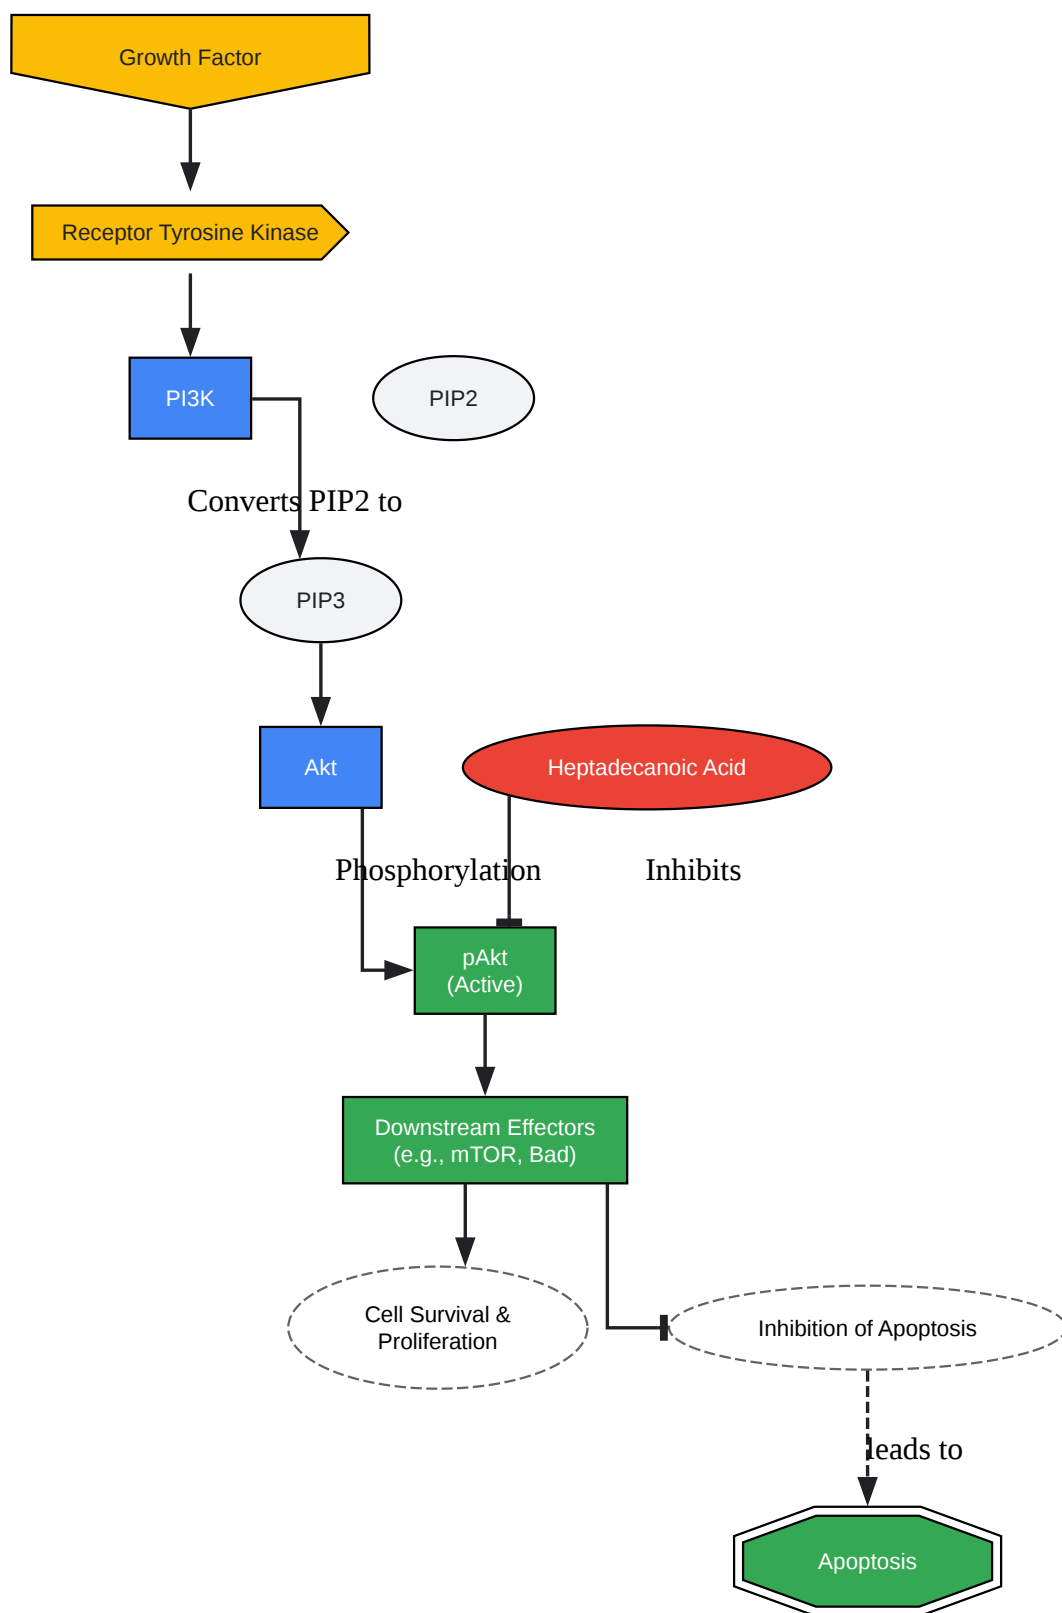 Growth Factor
Receptor Tyrosine Kinase
PI3K
PIP2
Converts PIP2 to
PIP3
Akt
Heptadecanoic Acid
Phosphorylation
Inhibits
pAkt
(Active)
Downstream Effectors
(e.g., mTOR, Bad)
Cell Survival &
Proliferation
Inhibition of Apoptosis
leads to
Apoptosis